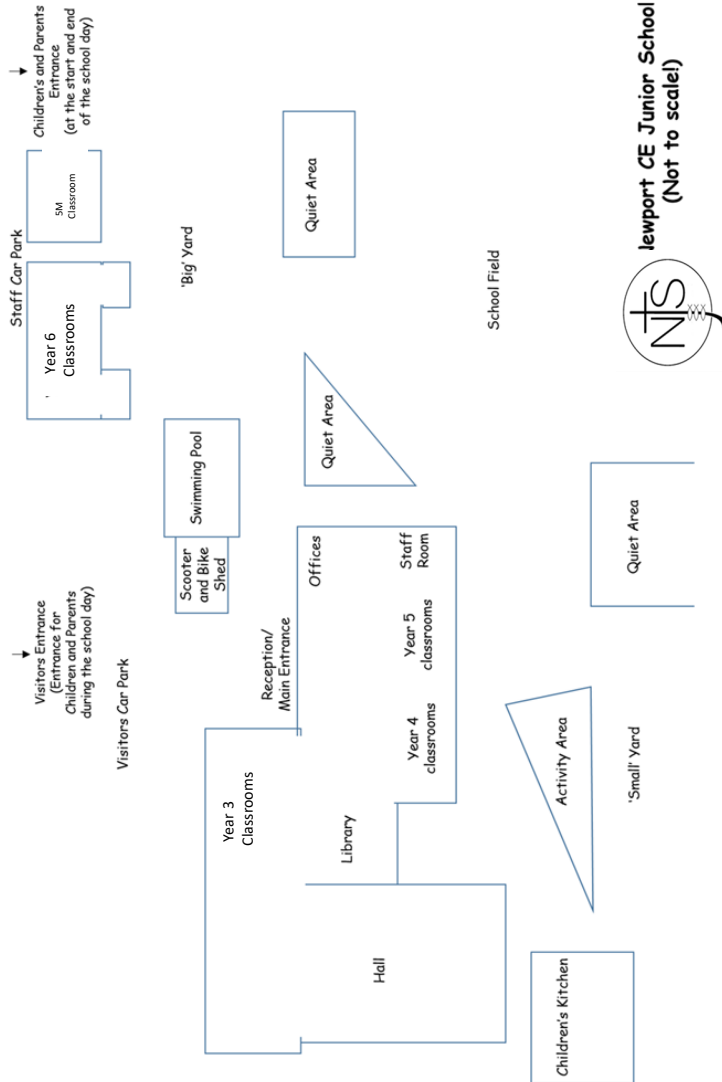 Visitors Entrance
(Entrance for
Children and Parents
during the school day)
Visitors Car Park
Staff Car Park
Children's and Parents
Entrance
(at the start and end
of the school day)
Year 6
Classrooms
5M
Classroom
Scooter
and Bike
Shed
Swimming Pool
'Big' Yard
Year 3
Classrooms
Reception/
Main Entrance
Offices
Quiet Area
Quiet Area
Hall
Library
Year 4
classrooms
Year 5
classrooms
Staff
Room
School Field
Children's Kitchen
Activity Area
'Small' Yard
Quiet Area
NJS
lewport CE Junior School
(Not to scale!)